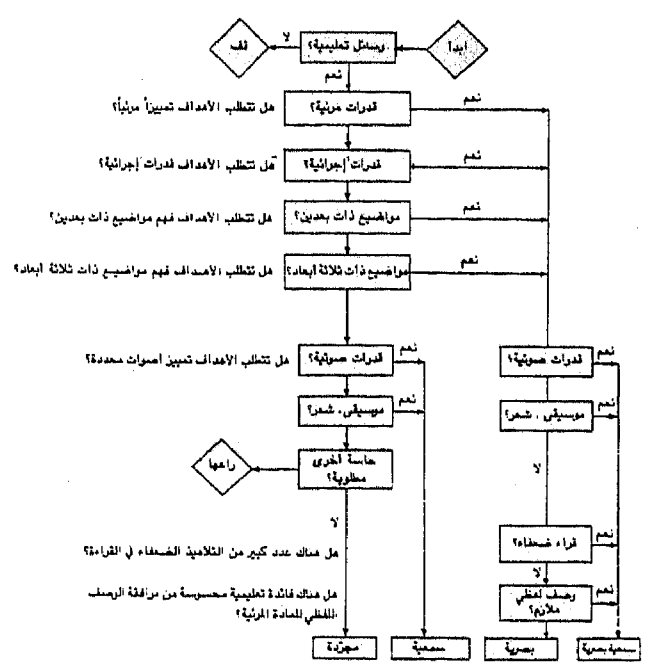 ابدأ
وسائل تعليمية؟
لا
قف
نعم
هل تتطلب الأهداف تمييزاً مرئياً؟
قدرات مرئية؟
نعم
هل تتطلب الأهداف قدرات إجرائية؟
قدرات إجرائية؟
نعم
هل تتطلب الأهداف فهم مواضيع ذات بعدين؟
مواضيع ذات بعدين؟
نعم
هل تتطلب الأهداف فهم مواضيع ذات ثلاثة أبعاد؟
مواضيع ذات ثلاثة أبعاد؟
نعم
هل تتطلب الأهداف تمييز أصوات محددة؟
قدرات صوتية؟
نعم
قدرات صوتية؟
نعم
موسيقى، شعر؟
نعم
موسيقى، شعر؟
نعم
حاسة أخرى
مطلوبة؟
راعها
لا
لا
هل هناك عدد كبير من التلاميذ الضعفاء في القراءة؟
قراء ضعفاء؟
نعم
لا
هل هناك فائدة تعليمية محسوسة من مرافقة الوصف
اللفظي للمادة المرئية؟
وصف لفظي
ملازم؟
نعم
مجردة
سمعية
بصرية
سمعية بصرية